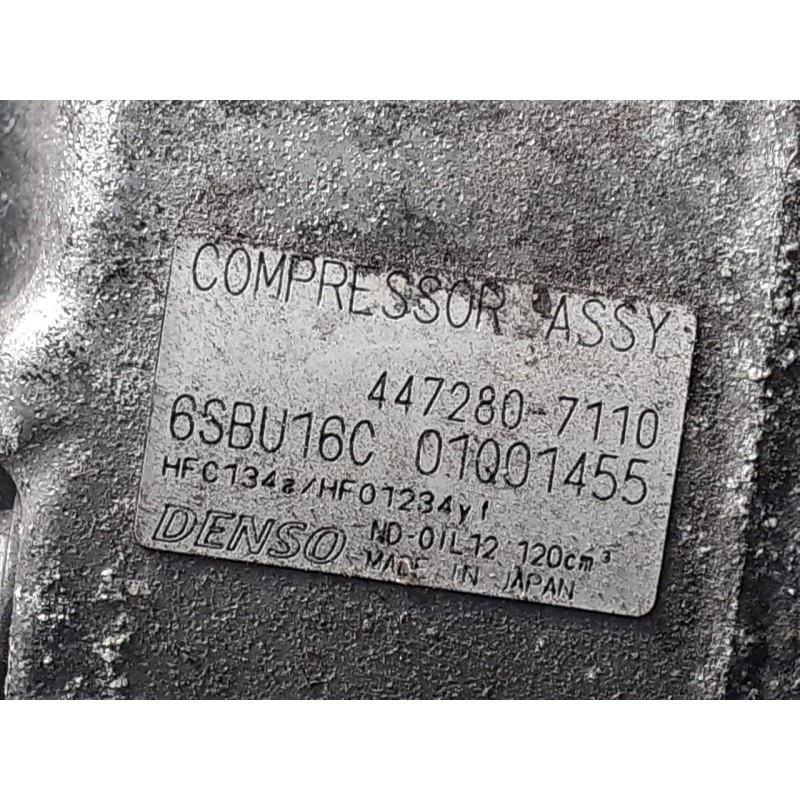 COMPRESSOR ASSY
447280-7110
6SBU16C 01Q01455
HFC134a/HFO1234yf
DENSO ND-OIL12 120cm³
MADE IN JAPAN